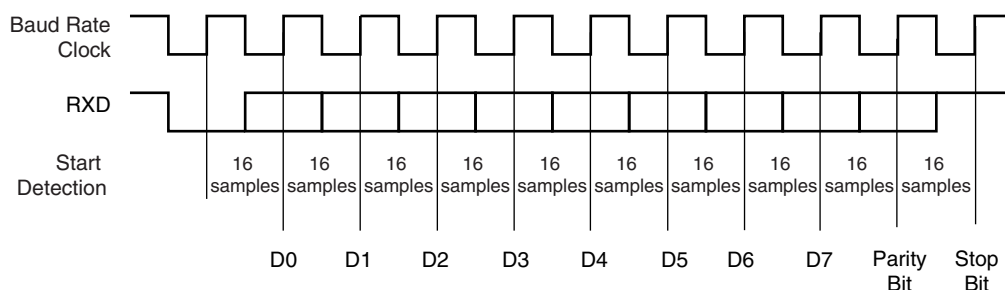 Baud Rate
Clock
RXD
Start
Detection
16 16 16 16 16 16 16 16 16 16
samples samples samples samples samples samples samples samples samples samples
D0 D1 D2 D3 D4 D5 D6 D7 Parity Stop
Bit Bit